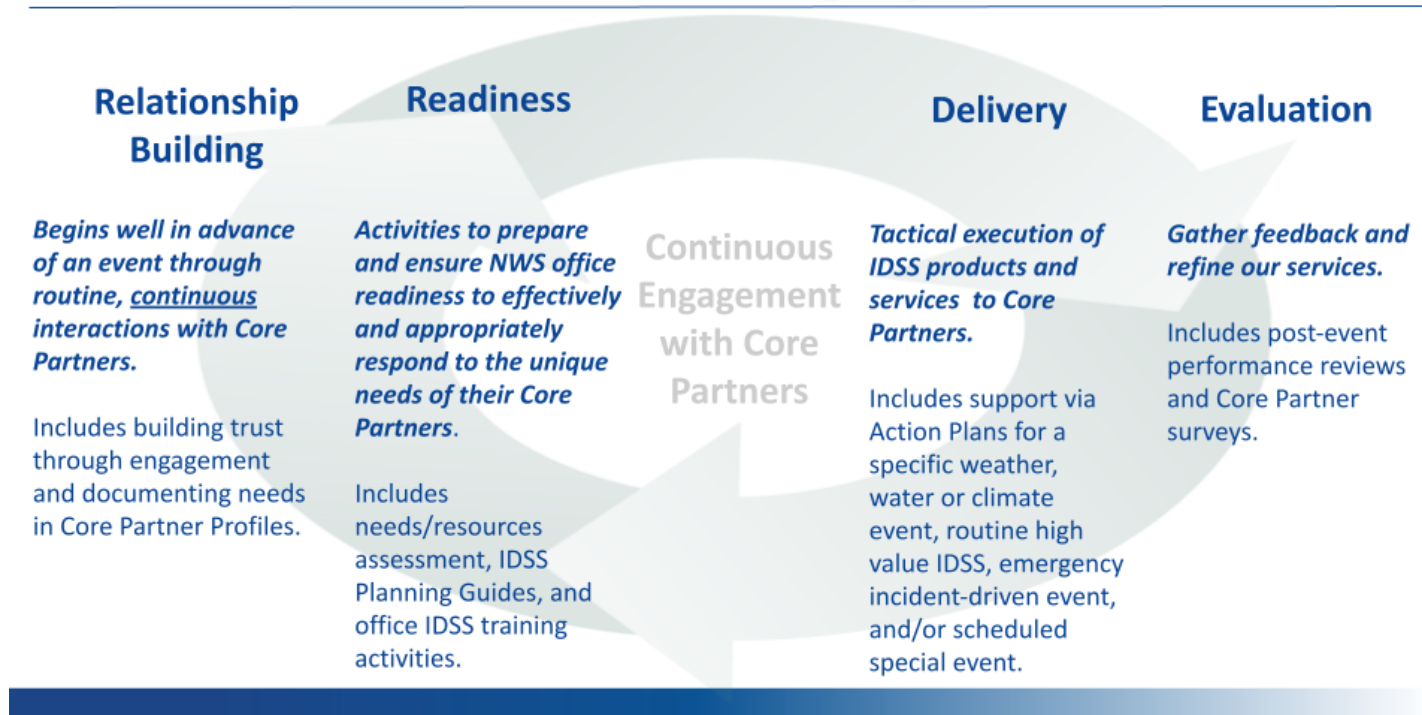 Relationship
Building
Begins well in advance
of an event through
routine, continuous
interactions with Core
Partners.
Includes building trust
through engagement
and documenting needs
in Core Partner Profiles.
Readiness
Activities to prepare
and ensure NWS office
readiness to effectively
and appropriately
respond to the unique
needs of their Core
Partners.
Includes
needs/resources
assessment, IDSS
Planning Guides, and
office IDSS training
activities.
Continuous
Engagement
with Core
Partners
Delivery
Tactical execution of
IDSS products and
services to Core
Partners.
Includes support via
Action Plans for a
specific weather,
water or climate
event, routine high
value IDSS, emergency
incident-driven event,
and/or scheduled
special event.
Evaluation
Gather feedback and
refine our services.
Includes post-event
performance reviews
and Core Partner
surveys.